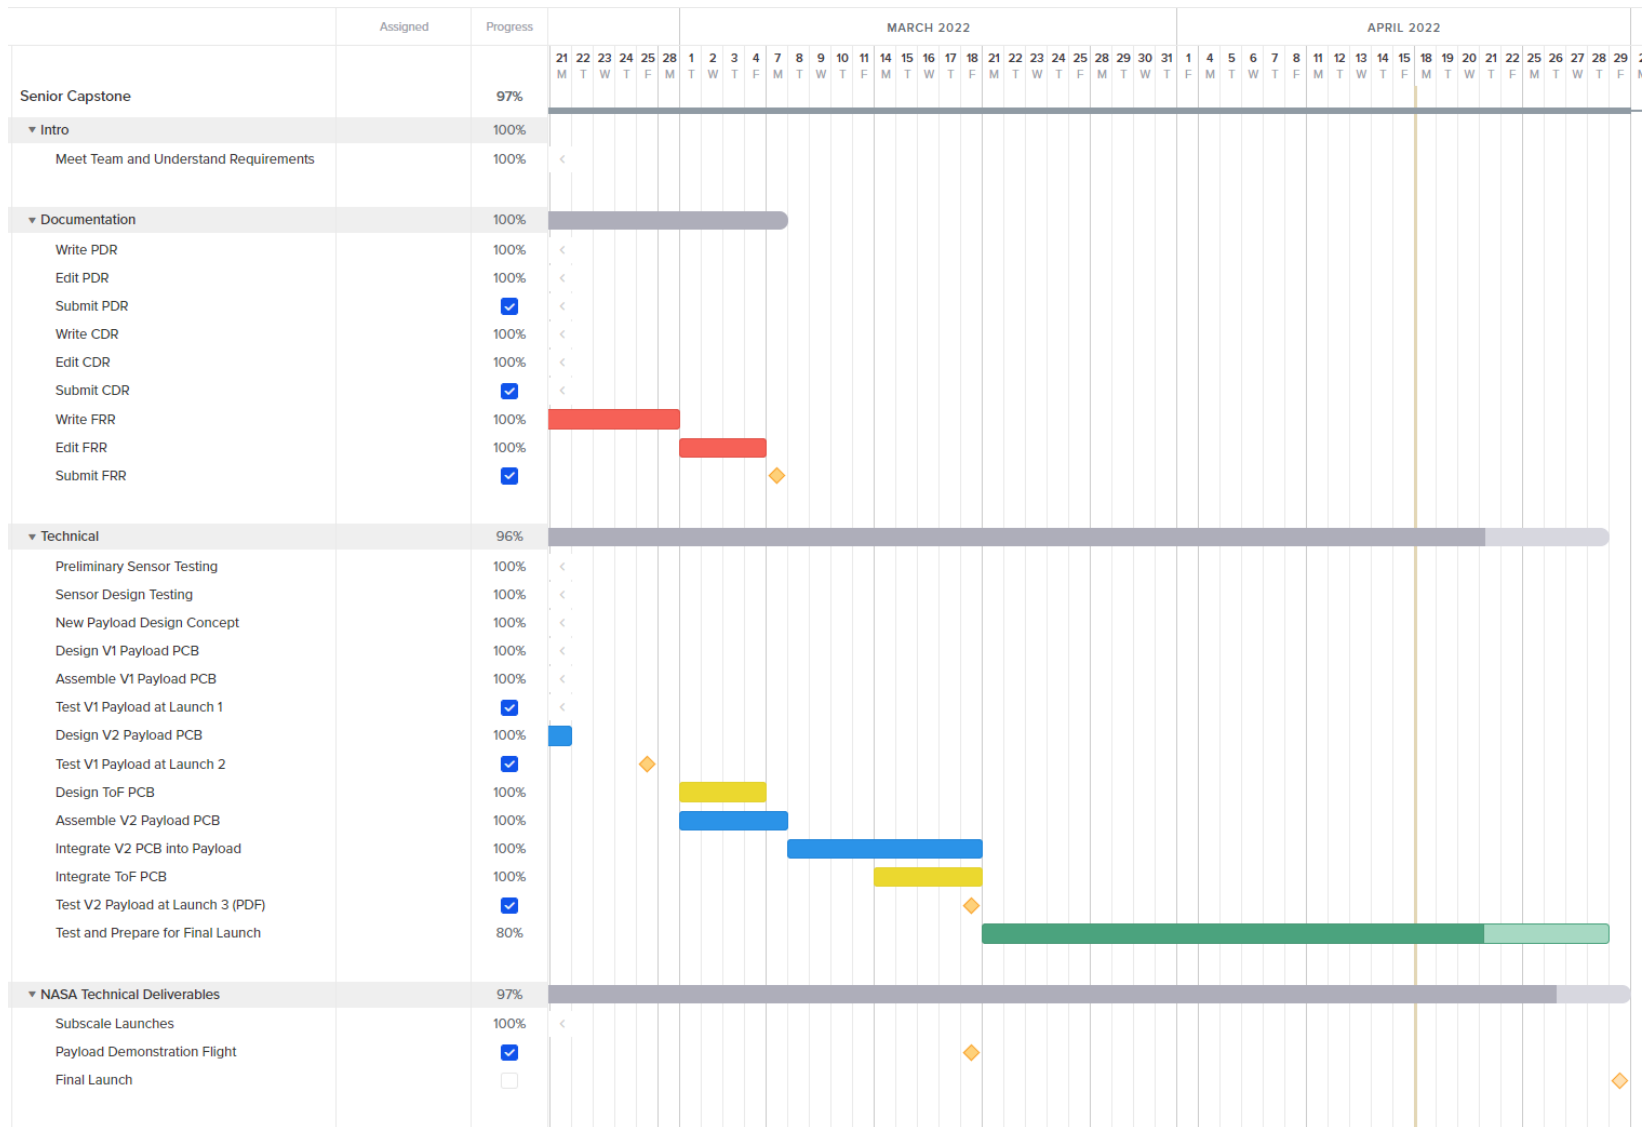 Assigned Progress MARCH 2022 APRIL 2022
21 22 23 24 25 28 1 2 3 4 7 8 9 10 11 14 15 16 17 18 21 22 23 24 25 28 29 30 31 1 4 5 6 7 8 11 12 13 14 15 18 19 20 21 22 25 26 27 28 29
M T W T F M T W T F M T W T F M T W T F M T W T F M T W T F M T W T F M T W T F M T W T F M T W T F
Senior Capstone 97%
Intro 100%
Meet Team and Understand Requirements 100%
Documentation 100%
Write PDR 100%
Edit PDR 100%
Submit PDR
Write CDR 100%
Edit CDR 100%
Submit CDR
Write FRR 100%
Edit FRR 100%
Submit FRR
Technical 96%
Preliminary Sensor Testing 100%
Sensor Design Testing 100%
New Payload Design Concept 100%
Design V1 Payload PCB 100%
Assemble V1 Payload PCB 100%
Test V1 Payload at Launch 1
Design V2 Payload PCB 100%
Test V1 Payload at Launch 2
Design ToF PCB 100%
Assemble V2 Payload PCB 100%
Integrate V2 PCB into Payload 100%
Integrate ToF PCB 100%
Test V2 Payload at Launch 3 (PDF)
Test and Prepare for Final Launch 80%
NASA Technical Deliverables 97%
Subscale Launches 100%
Payload Demonstration Flight
Final Launch